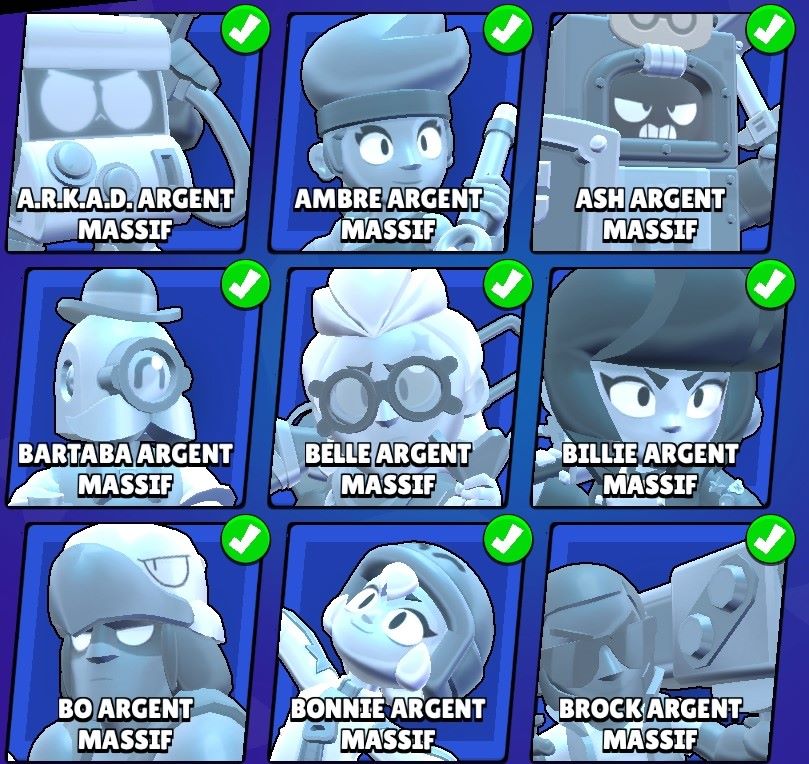 A.R.K.A.D. ARGENT
MASSIF
AMBRE ARGENT
MASSIF
ASH ARGENT
MASSIF
BARTABA ARGENT
MASSIF
BELLE ARGENT
MASSIF
BILLIE ARGENT
MASSIF
BO ARGENT
MASSIF
BONNIE ARGENT
MASSIF
BROCK ARGENT
MASSIF